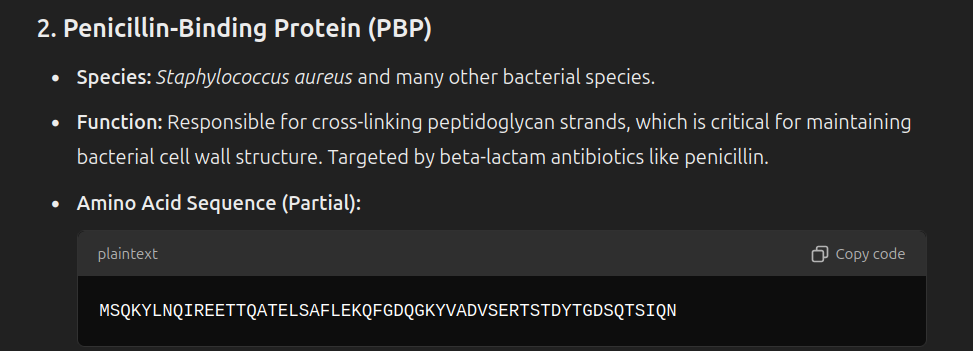 2. Penicillin-Binding Protein (PBP)
• Species: Staphylococcus aureus and many other bacterial species.
• Function: Responsible for cross-linking peptidoglycan strands, which is critical for maintaining
bacterial cell wall structure. Targeted by beta-lactam antibiotics like penicillin.
• Amino Acid Sequence (Partial):
plaintext
Copy code
MSQKYLNQIREETTQATELSAFLEKQFGDQGKYVADVSERTSTDYTGDSQTSIQN